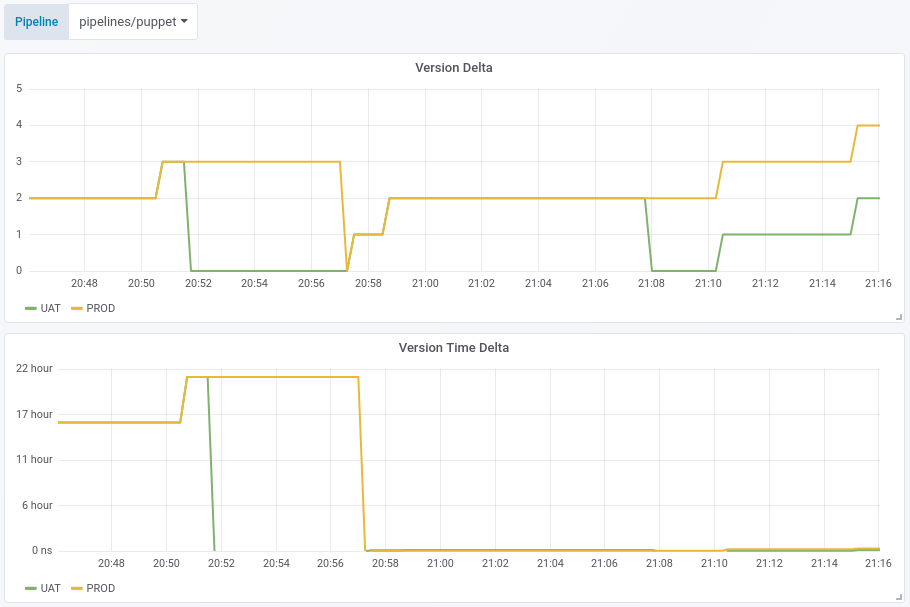 Pipeline pipelines/puppet
Version Delta
5
4
3
2
1
0
20:48 20:50 20:52 20:54 20:56 20:58 21:00 21:02 21:04 21:06 21:08 21:10 21:12 21:14 21:16
UAT PROD
Version Time Delta
22 hour
17 hour
11 hour
6 hour
0 ns
20:48 20:50 20:52 20:54 20:56 20:58 21:00 21:02 21:04 21:06 21:08 21:10 21:12 21:14 21:16
UAT PROD